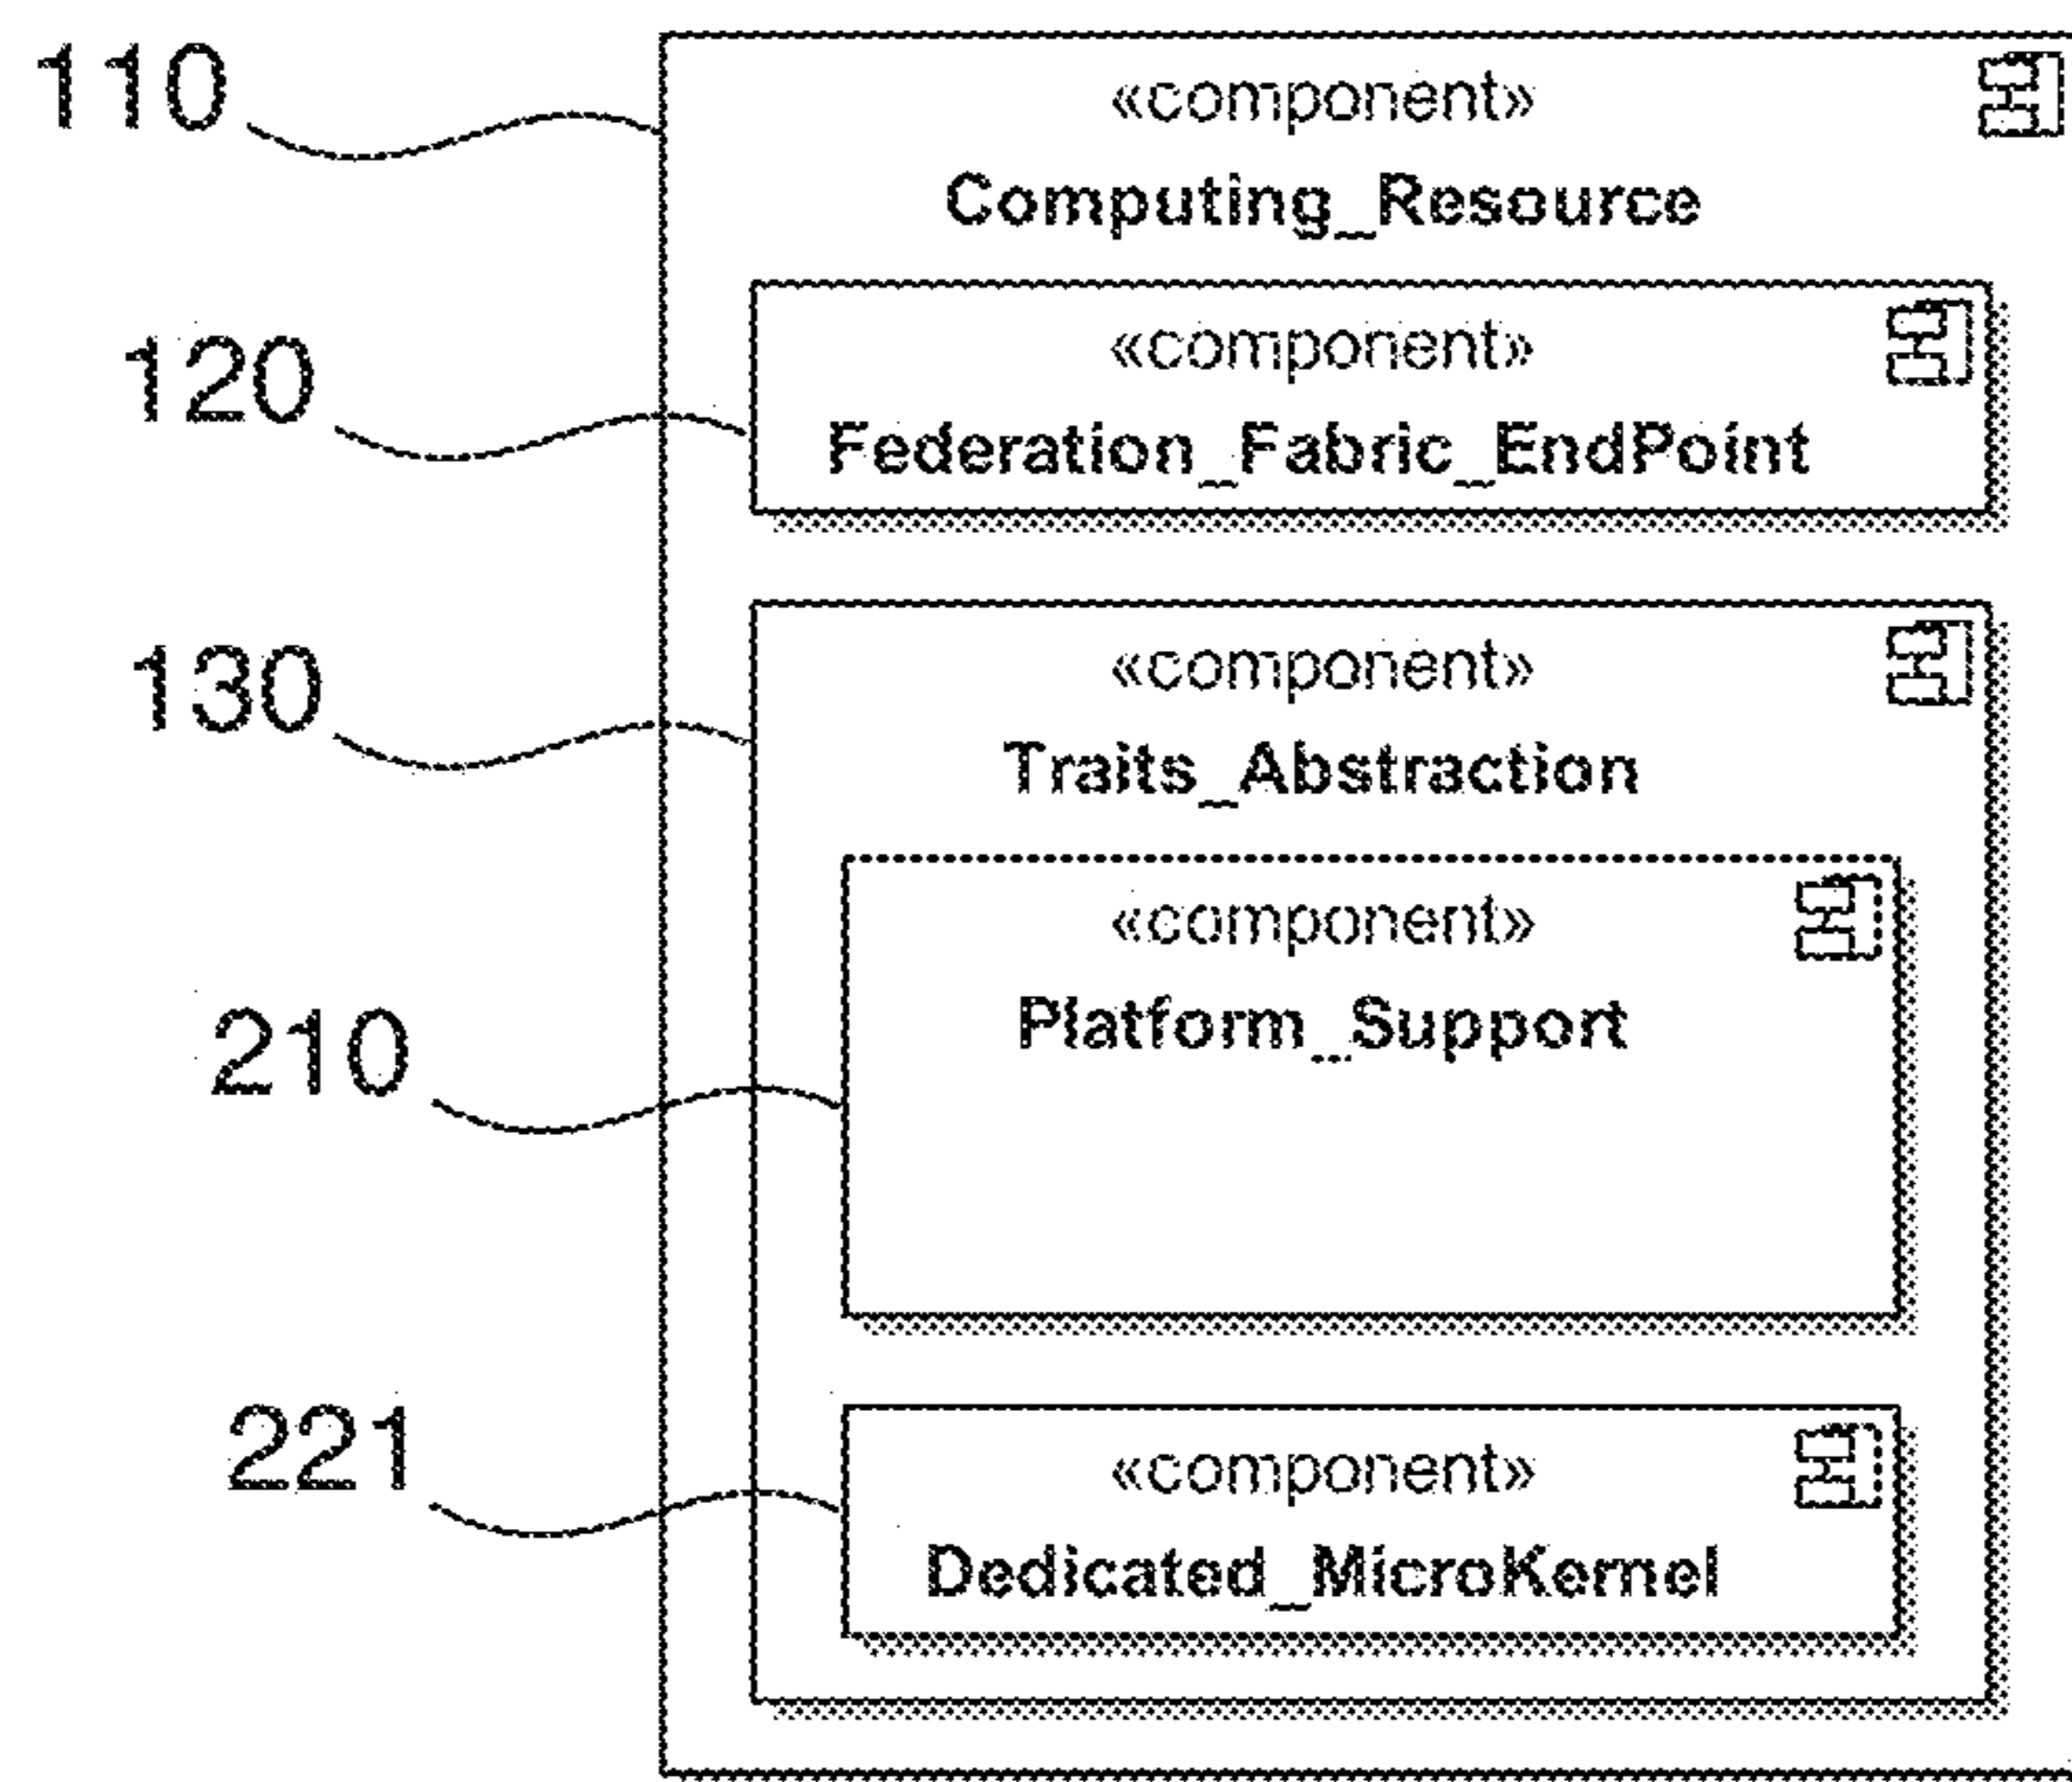 110
«component»
Computing_Resource
120
«component»
Federation_Fabric_EndPoint
130
«component»
Traits_Abstraction
210
«component»
Platform_Support
221
«component»
Dedicated_MicroKernel